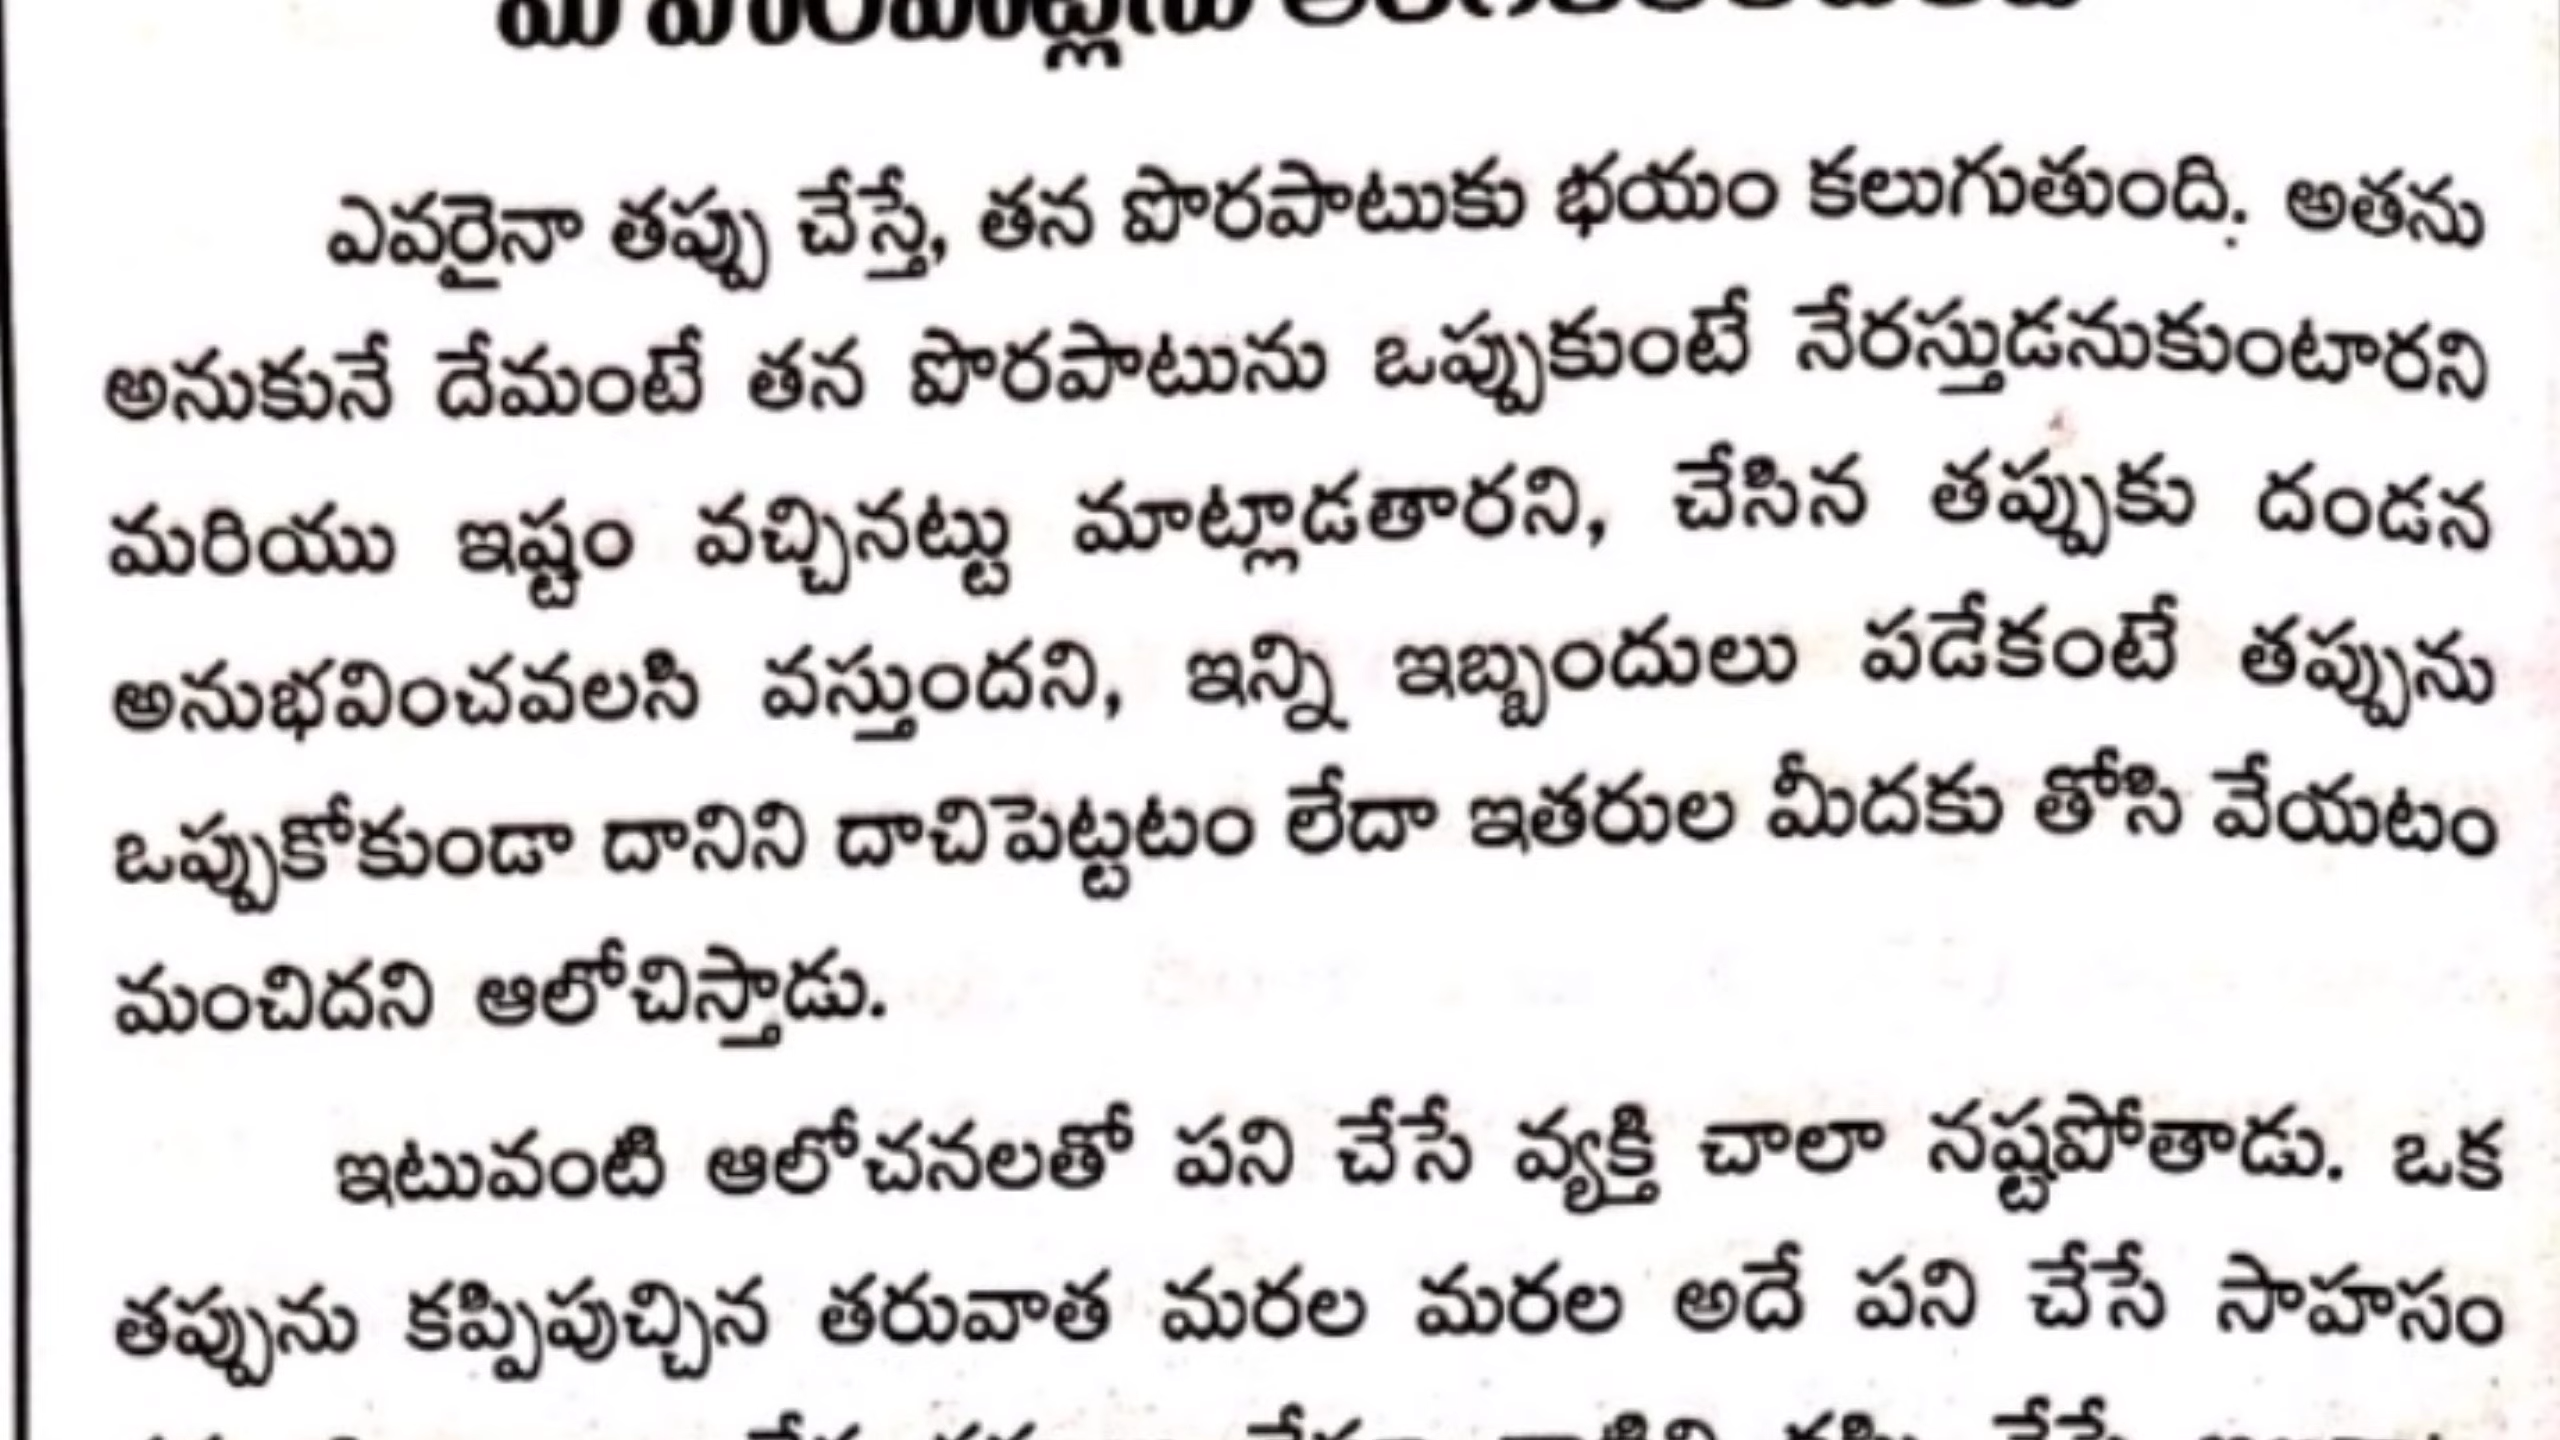 మీ పొరపాట్లను
ఎవరైనా తప్పు చేస్తే, తన పొరపాటుకు భయం కలుగుతుంది. అతను
అనుకునే దేమంటే తన పొరపాటును ఒప్పుకుంటే నేరస్తుడనుకుంటారని
మరియు ఇష్టం వచ్చినట్టు మాట్లాడతారని, చేసిన తప్పుకు దండన
అనుభవించవలసి వస్తుందని, ఇన్ని ఇబ్బందులు పడేకంటే తప్పును
ఒప్పుకోకుండా దానిని దాచిపెట్టటం లేదా ఇతరుల మీదకు తోసి వేయటం
మంచిదని ఆలోచిస్తాడు.
ఇటువంటి ఆలోచనలతో పని చేసే వ్యక్తి చాలా నష్టపోతాడు. ఒక
తప్పును కప్పిపుచ్చిన తరువాత మరల మరల అదే పని చేసే సాహసం